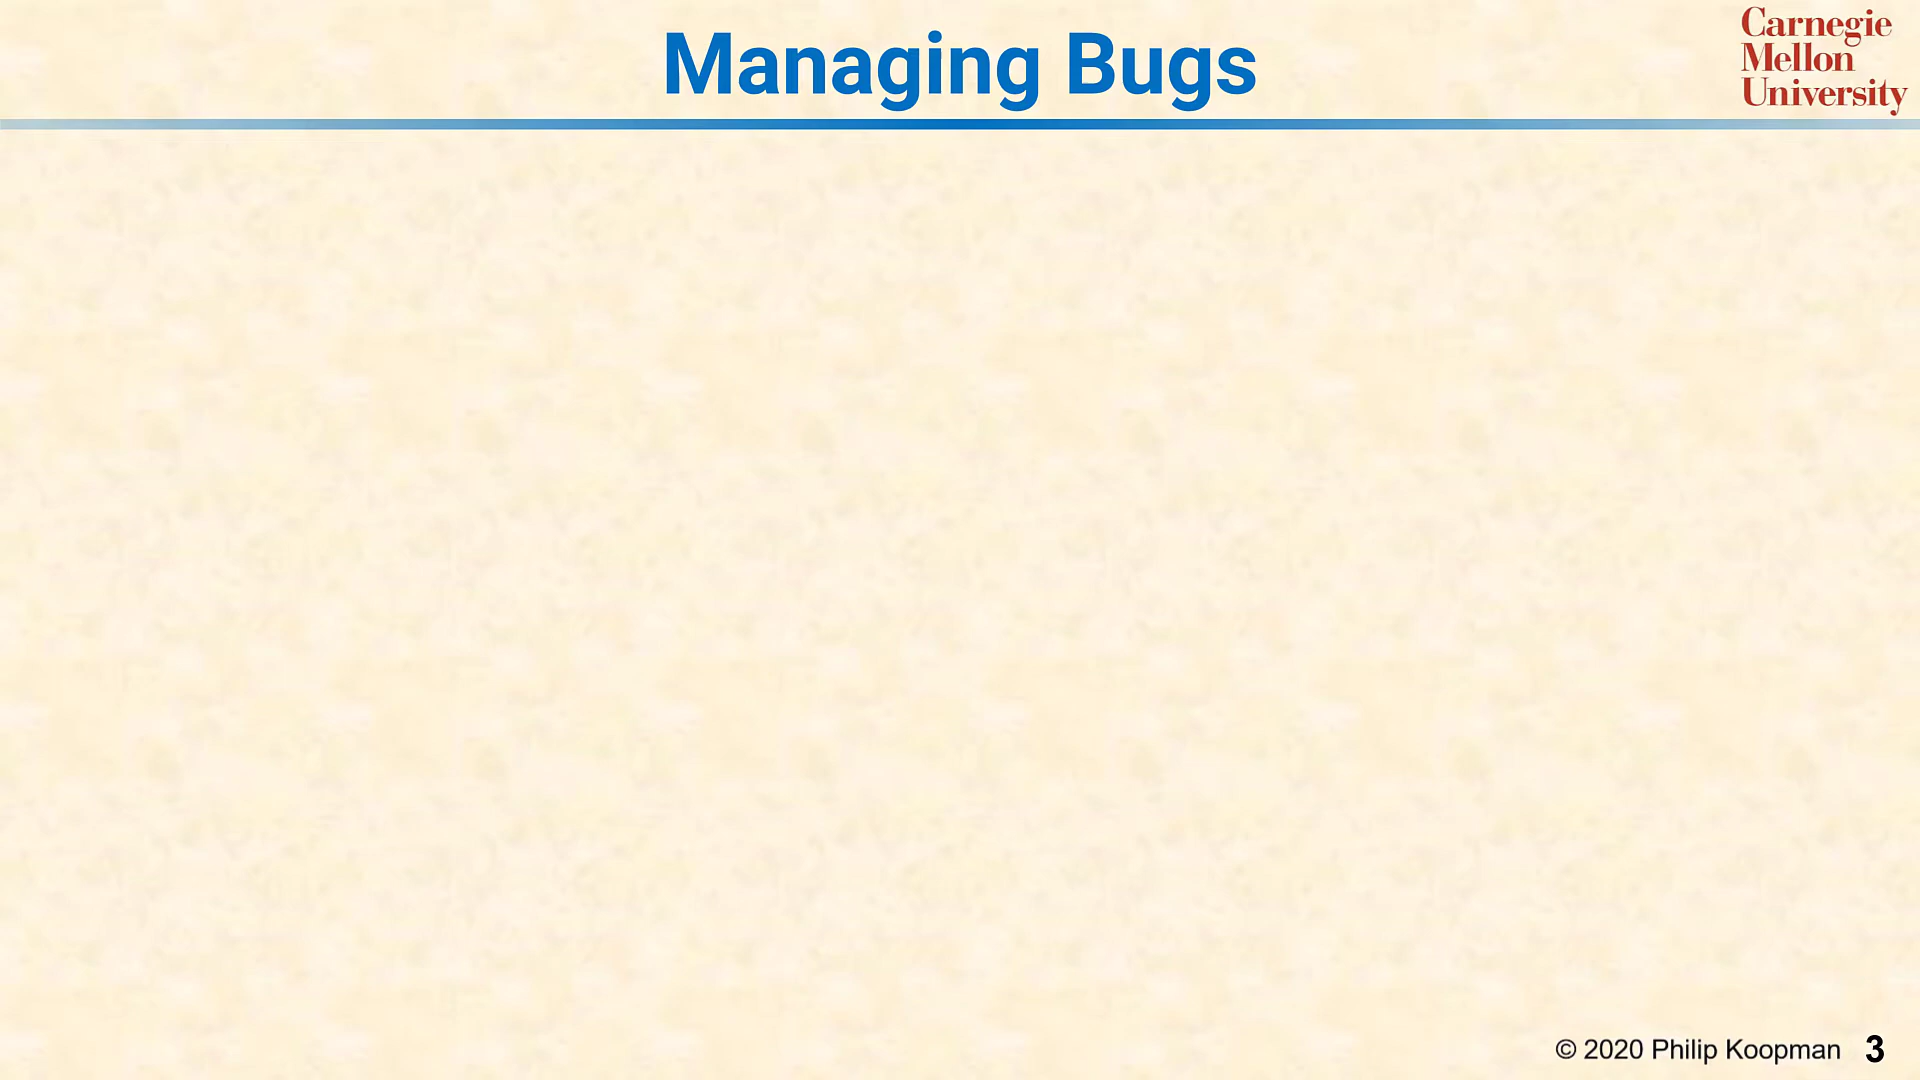 Managing Bugs
Carnegie
Mellon
University
© 2020 Philip Koopman 3